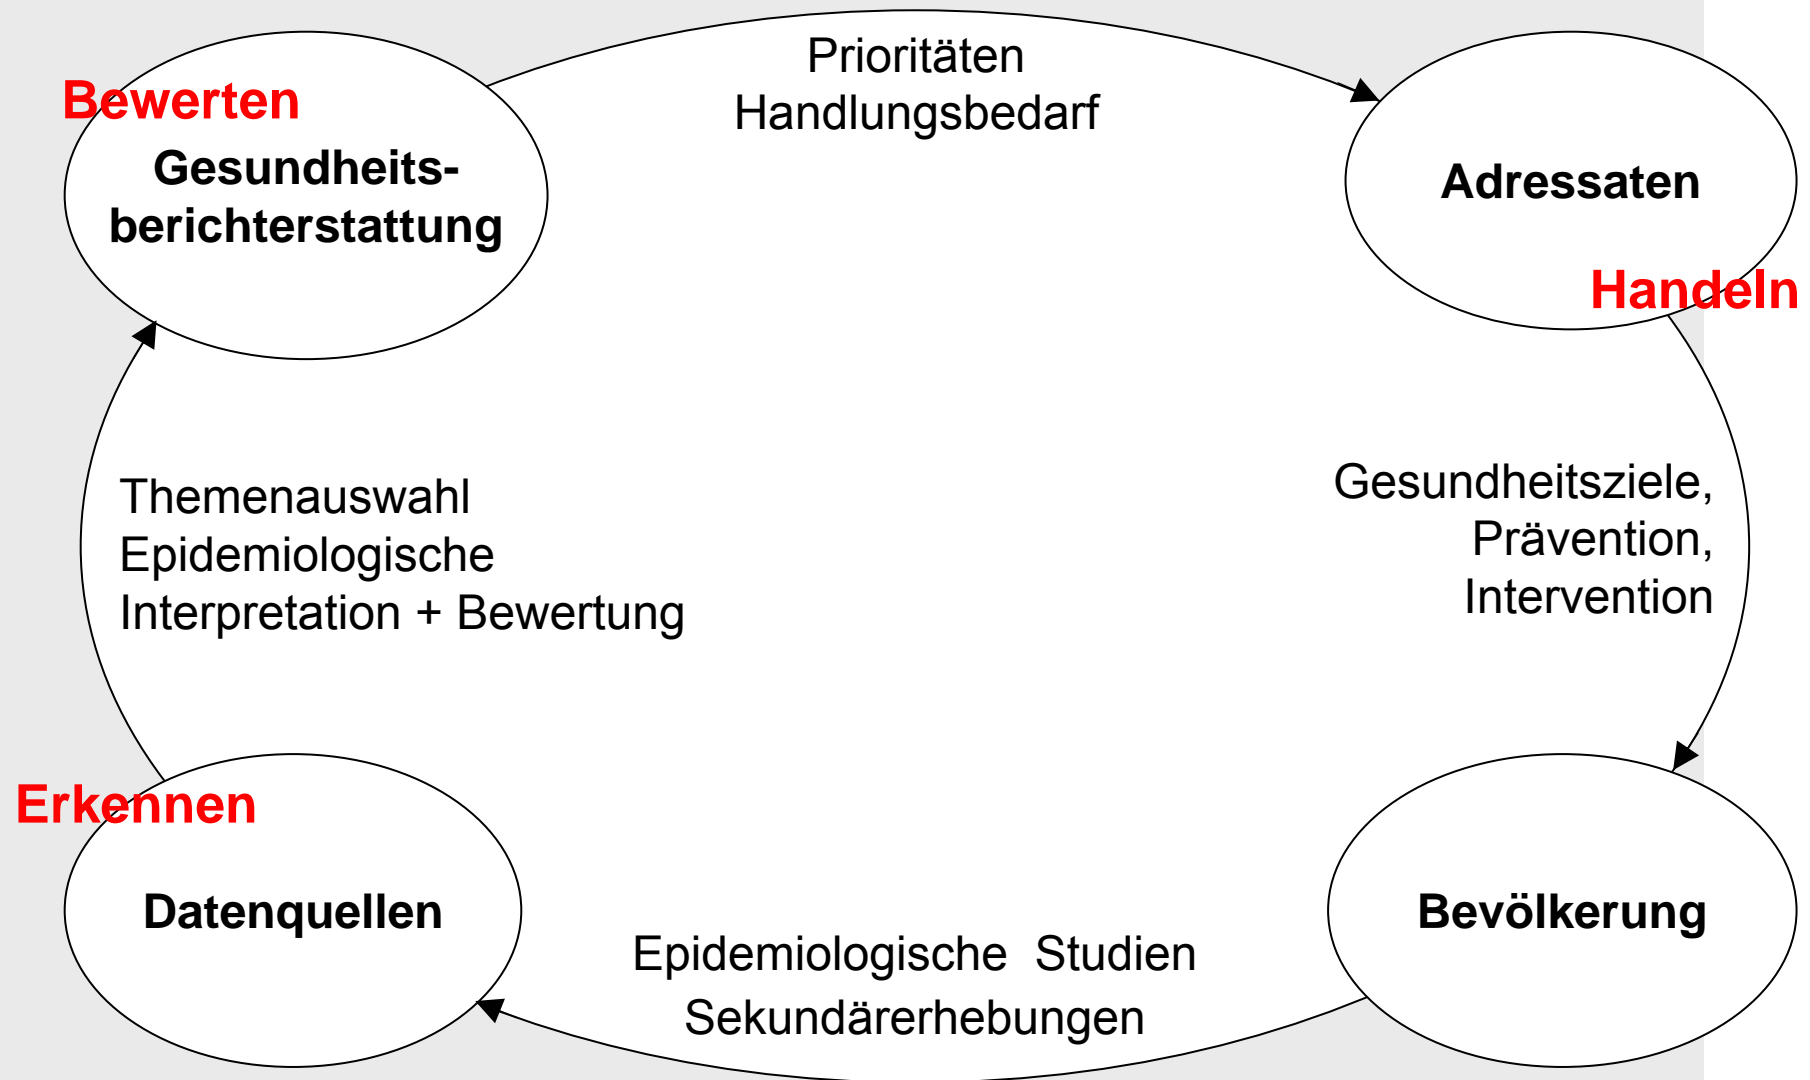 Prioritäten
Handlungsbedarf
Bewerten
Gesundheits-
berichterstattung
Adressaten
Handeln
Themenauswahl
Epidemiologische
Interpretation + Bewertung
Gesundheitsziele,
Prävention,
Intervention
Erkennen
Datenquellen
Bevölkerung
Epidemiologische Studien
Sekundärerhebungen